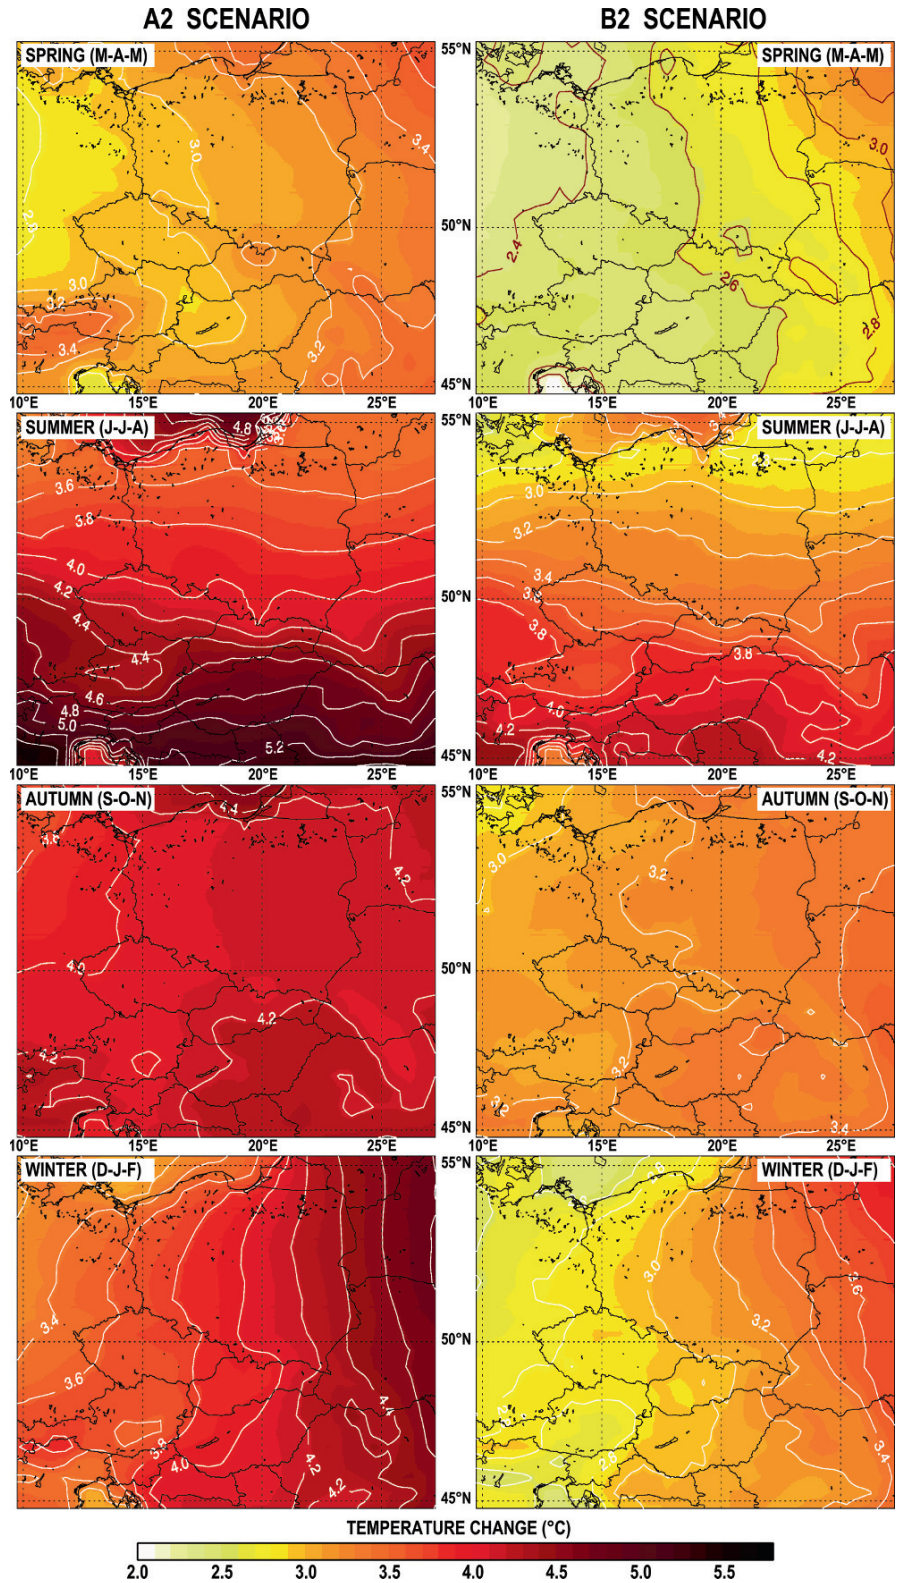 A2 SCENARIO
B2 SCENARIO
SPRING (M-A-M)
SPRING (M-A-M)
55°N
3.4
3.0
3.0
2.8
50°N
2.4
3.0
3.2
2.6
3.4
3.2
2.8
45°N
10°E 15°E 20°E 25°E
10°E 15°E 20°E 25°E
SUMMER (J-J-A)
SUMMER (J-J-A)
55°N
4.8
3.6
3.0
3.8
3.2
4.0
3.4
4.2
50°N
4.4
3.8
4.4
3.8
4.6
4.0
4.8
5.0
4.2
5.2
4.2
45°N
10°E 15°E 20°E 25°E
10°E 15°E 20°E 25°E
AUTUMN (S-O-N)
AUTUMN (S-O-N)
55°N
4.4
3.0
3.2
4.2
4.0
50°N
4.2
4.2
3.2
3.2
3.4
45°N
10°E 15°E 20°E 25°E
10°E 15°E 20°E 25°E
WINTER (D-J-F)
WINTER (D-J-F)
55°N
3.0
3.6
3.4
3.2
50°N
3.6
4.4
3.8
4.0
2.8
3.4
4.2
4.2
45°N
TEMPERATURE CHANGE (°C)
2.0 2.5 3.0 3.5 4.0 4.5 5.0 5.5